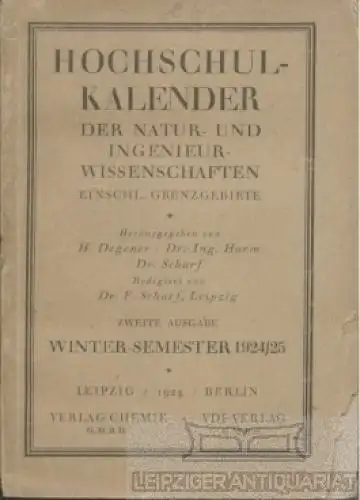 HOCHSCHUL-
KALENDER
DER NATUR- UND
INGENIEUR-
WISSENSCHAFTEN
EINSCHL. GRENZGEBIETE
Herausgegeben von
H. Degener · Dr.-Ing. Harm
Dr. Scharf
Redigiert von
Dr. F. Scharf, Leipzig
ZWEITE AUSGABE
WINTER-SEMESTER 1924/25
LEIPZIG / 1924 / BERLIN
VERLAG CHEMIE · VDI-VERLAG
G.M.B.H.
LEIPZIGER ANTIQUARIAT